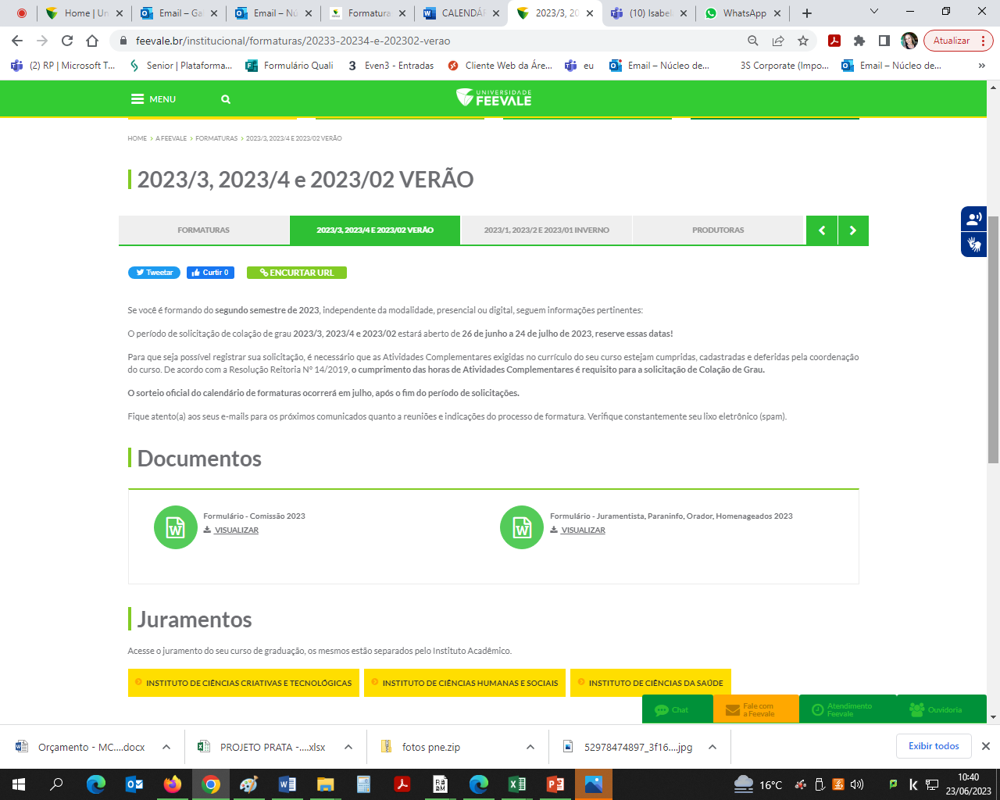 Home | Un
Email – Ga
Email – Nú
Formatura
CALENDÁR
2023/3, 20
(10) Isabel
WhatsApp
feevale.br/institucional/formaturas/20233-20234-e-202302-verao
Atualizar
(2) RP | Microsoft T...
Senior | Plataforma...
Formulário Quali
Even3 - Entradas
Cliente Web da Áre...
eu
Email – Núcleo de...
3S Corporate (Impo...
Email – Núcleo de...
MENU
UNIVERSIDADE
FEEVALE
HOME > A FEEVALE > FORMATURAS > 2023/3, 2023/4 E 2023/02 VERÃO
2023/3, 2023/4 e 2023/02 VERÃO
FORMATURAS
2023/3, 2023/4 E 2023/02 VERÃO
2023/1, 2023/2 E 2023/01 INVERNO
PRODUTORAS
Tweetar
Curtir 0
ENCURTAR URL
Se você é formando do segundo semestre de 2023, independente da modalidade, presencial ou digital, seguem informações pertinentes:
O período de solicitação de colação de grau 2023/3, 2023/4 e 2023/02 estará aberto de 26 de junho a 24 de julho de 2023, reserve essas datas!
Para que seja possível registrar sua solicitação, é necessário que as Atividades Complementares exigidas no currículo do seu curso estejam cumpridas, cadastradas e deferidas pela coordenação
do curso. De acordo com a Resolução Reitoria Nº 14/2019, o cumprimento das horas de Atividades Complementares é requisito para a solicitação de Colação de Grau.
O sorteio oficial do calendário de formaturas ocorrerá em julho, após o fim do período de solicitações.
Fique atento(a) aos seus e-mails para os próximos comunicados quanto a reuniões e indicações do processo de formatura. Verifique constantemente seu lixo eletrônico (spam).
Documentos
Formulário - Comissão 2023
VISUALIZAR
Formulário - Juramentista, Paraninfo, Orador, Homenageados 2023
VISUALIZAR
Juramentos
Acesse o juramento do seu curso de graduação, os mesmos estão separados pelo Instituto Acadêmico.
INSTITUTO DE CIÊNCIAS CRIATIVAS E TECNOLÓGICAS
INSTITUTO DE CIÊNCIAS HUMANAS E SOCIAIS
INSTITUTO DE CIÊNCIAS DA SAÚDE
Chat
Fale com
a Feevale
Atendimento
Feevale
Ouvidoria
Orçamento - MC....docx
PROJETO PRATA -....xlsx
fotos pne.zip
52978474897_3f16....jpg
Exibir todos
16°C
10:40
23/06/2023